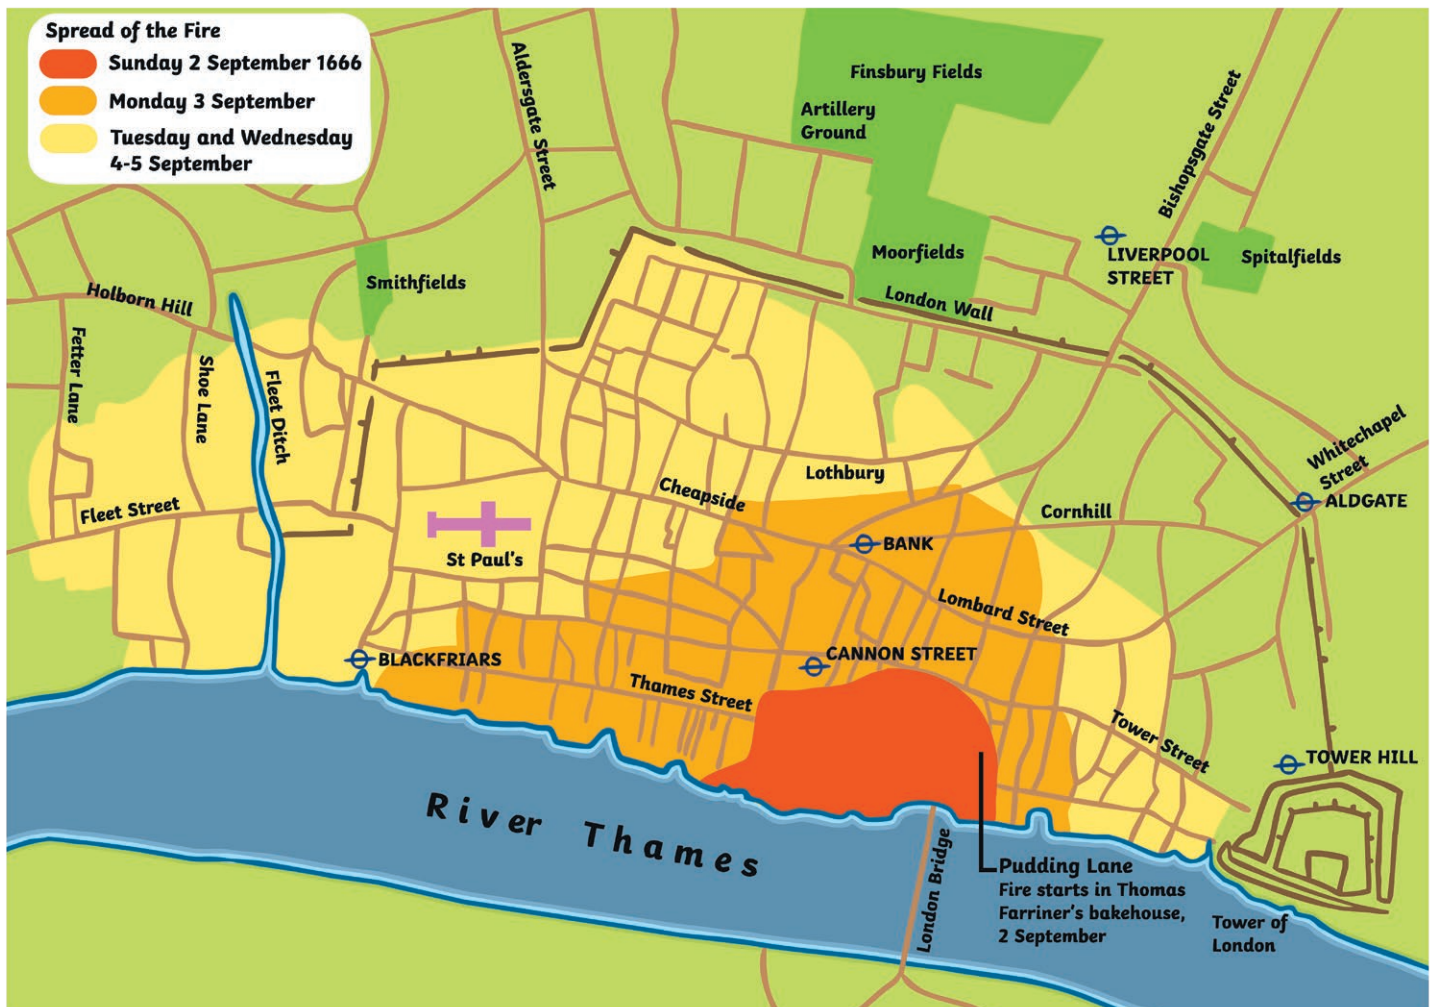 Spread of the Fire
Sunday 2 September 1666
Monday 3 September
Tuesday and Wednesday
4-5 September
Aldersgate Street
Finsbury Fields
Artillery
Ground
Bishopsgate Street
Moorfields
LIVERPOOL
STREET
Spitalfields
Smithfields
Holborn Hill
London Wall
Fetter Lane
Shoe Lane
Fleet Ditch
Whitechapel
Street
Lothbury
Cheapside
Fleet Street
Cornhill
ALDGATE
St Paul's
BANK
Lombard Street
BLACKFRIARS
CANNON STREET
Thames Street
Tower Street
TOWER HILL
River Thames
London Bridge
Pudding Lane
Fire starts in Thomas
Farriner's bakehouse,
2 September
Tower of
London